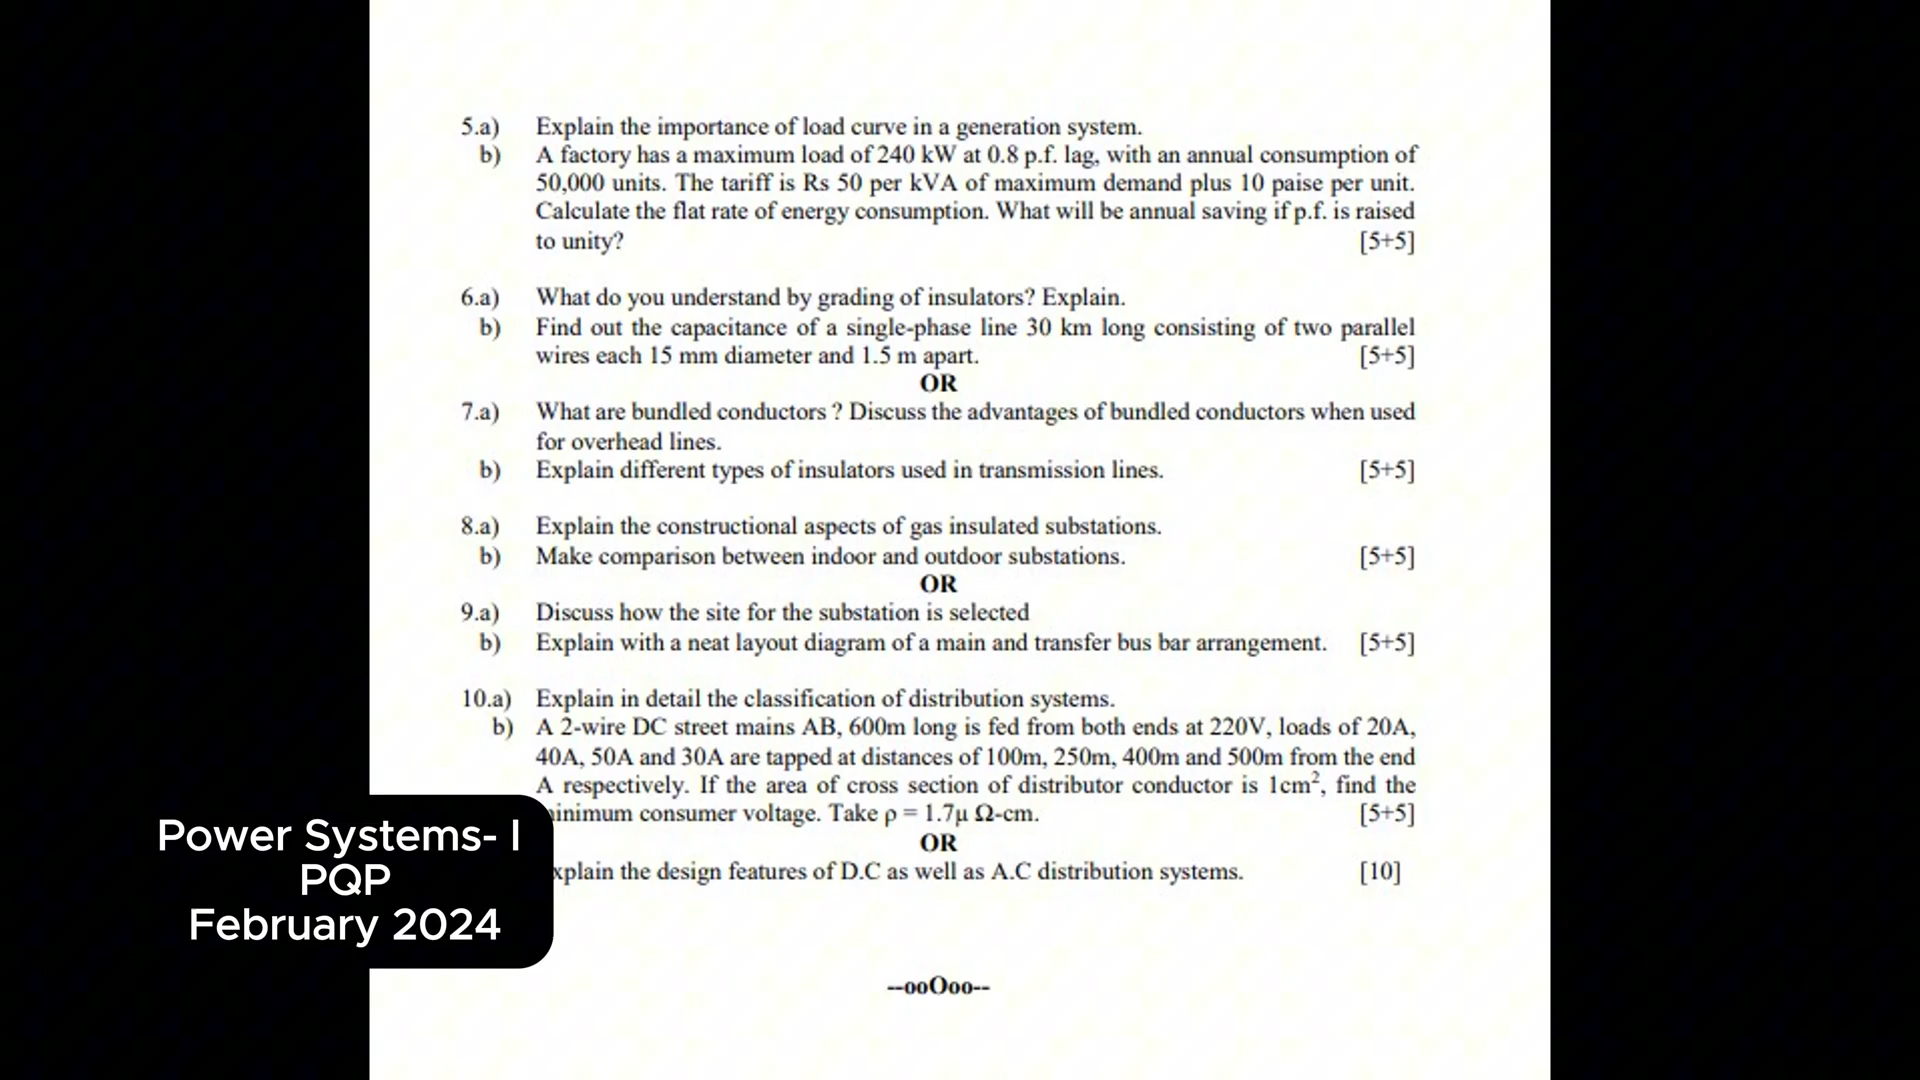 5.a) Explain the importance of load curve in a generation system.
b) A factory has a maximum load of 240 kW at 0.8 p.f. lag, with an annual consumption of
50,000 units. The tariff is Rs 50 per kVA of maximum demand plus 10 paise per unit.
Calculate the flat rate of energy consumption. What will be annual saving if p.f. is raised
to unity? [5+5]
6.a) What do you understand by grading of insulators? Explain.
b) Find out the capacitance of a single-phase line 30 km long consisting of two parallel
wires each 15 mm diameter and 1.5 m apart. [5+5]
OR
7.a) What are bundled conductors ? Discuss the advantages of bundled conductors when used
for overhead lines.
b) Explain different types of insulators used in transmission lines. [5+5]
8.a) Explain the constructional aspects of gas insulated substations.
b) Make comparison between indoor and outdoor substations. [5+5]
OR
9.a) Discuss how the site for the substation is selected
b) Explain with a neat layout diagram of a main and transfer bus bar arrangement. [5+5]
10.a) Explain in detail the classification of distribution systems.
b) A 2-wire DC street mains AB, 600m long is fed from both ends at 220V, loads of 20A,
40A, 50A and 30A are tapped at distances of 100m, 250m, 400m and 500m from the end
A respectively. If the area of cross section of distributor conductor is 1cm², find the
inimum consumer voltage. Take ρ = 1.7μ Ω-cm. [5+5]
OR
xplain the design features of D.C as well as A.C distribution systems. [10]
Power Systems- I
PQP
February 2024
--ooOoo--